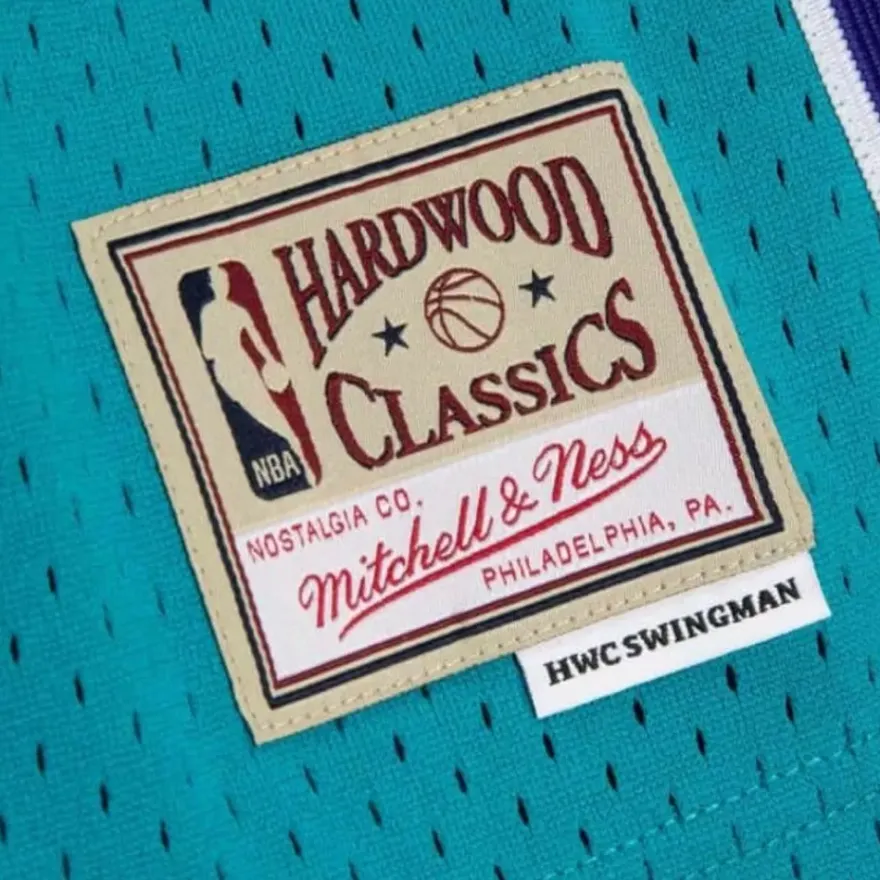 HARDWOOD
CLASSICS
NBA
NOSTALGIA CO.
Mitchell & Ness
PHILADELPHIA, PA.
HWC SWINGMAN